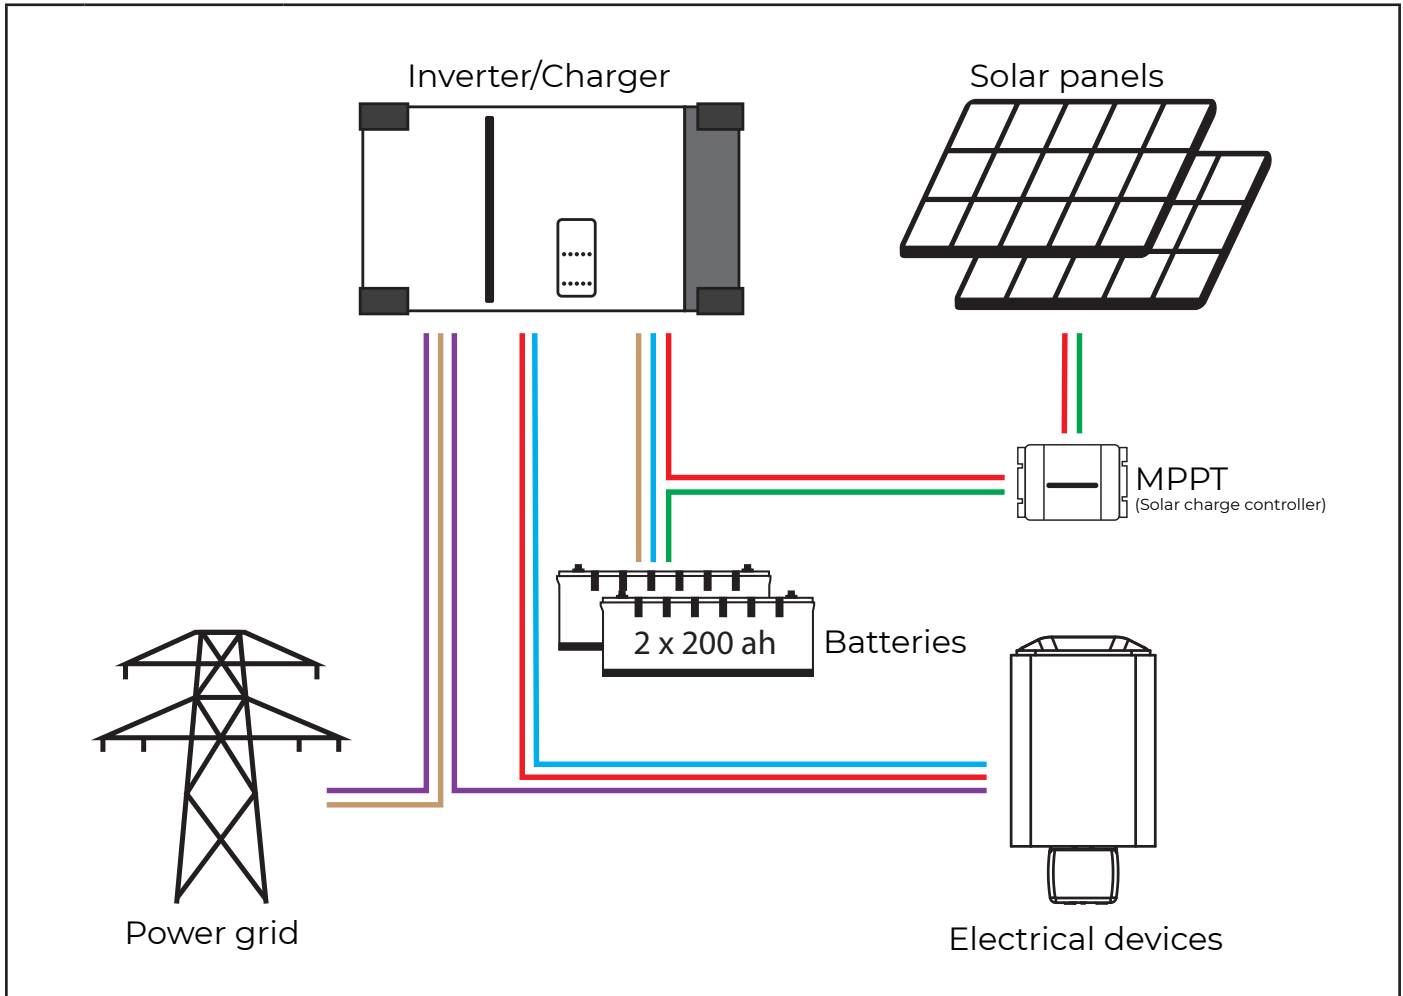 Inverter/Charger
Solar panels
MPPT
(Solar charge controller)
2 x 200 ah
Batteries
Power grid
Electrical devices